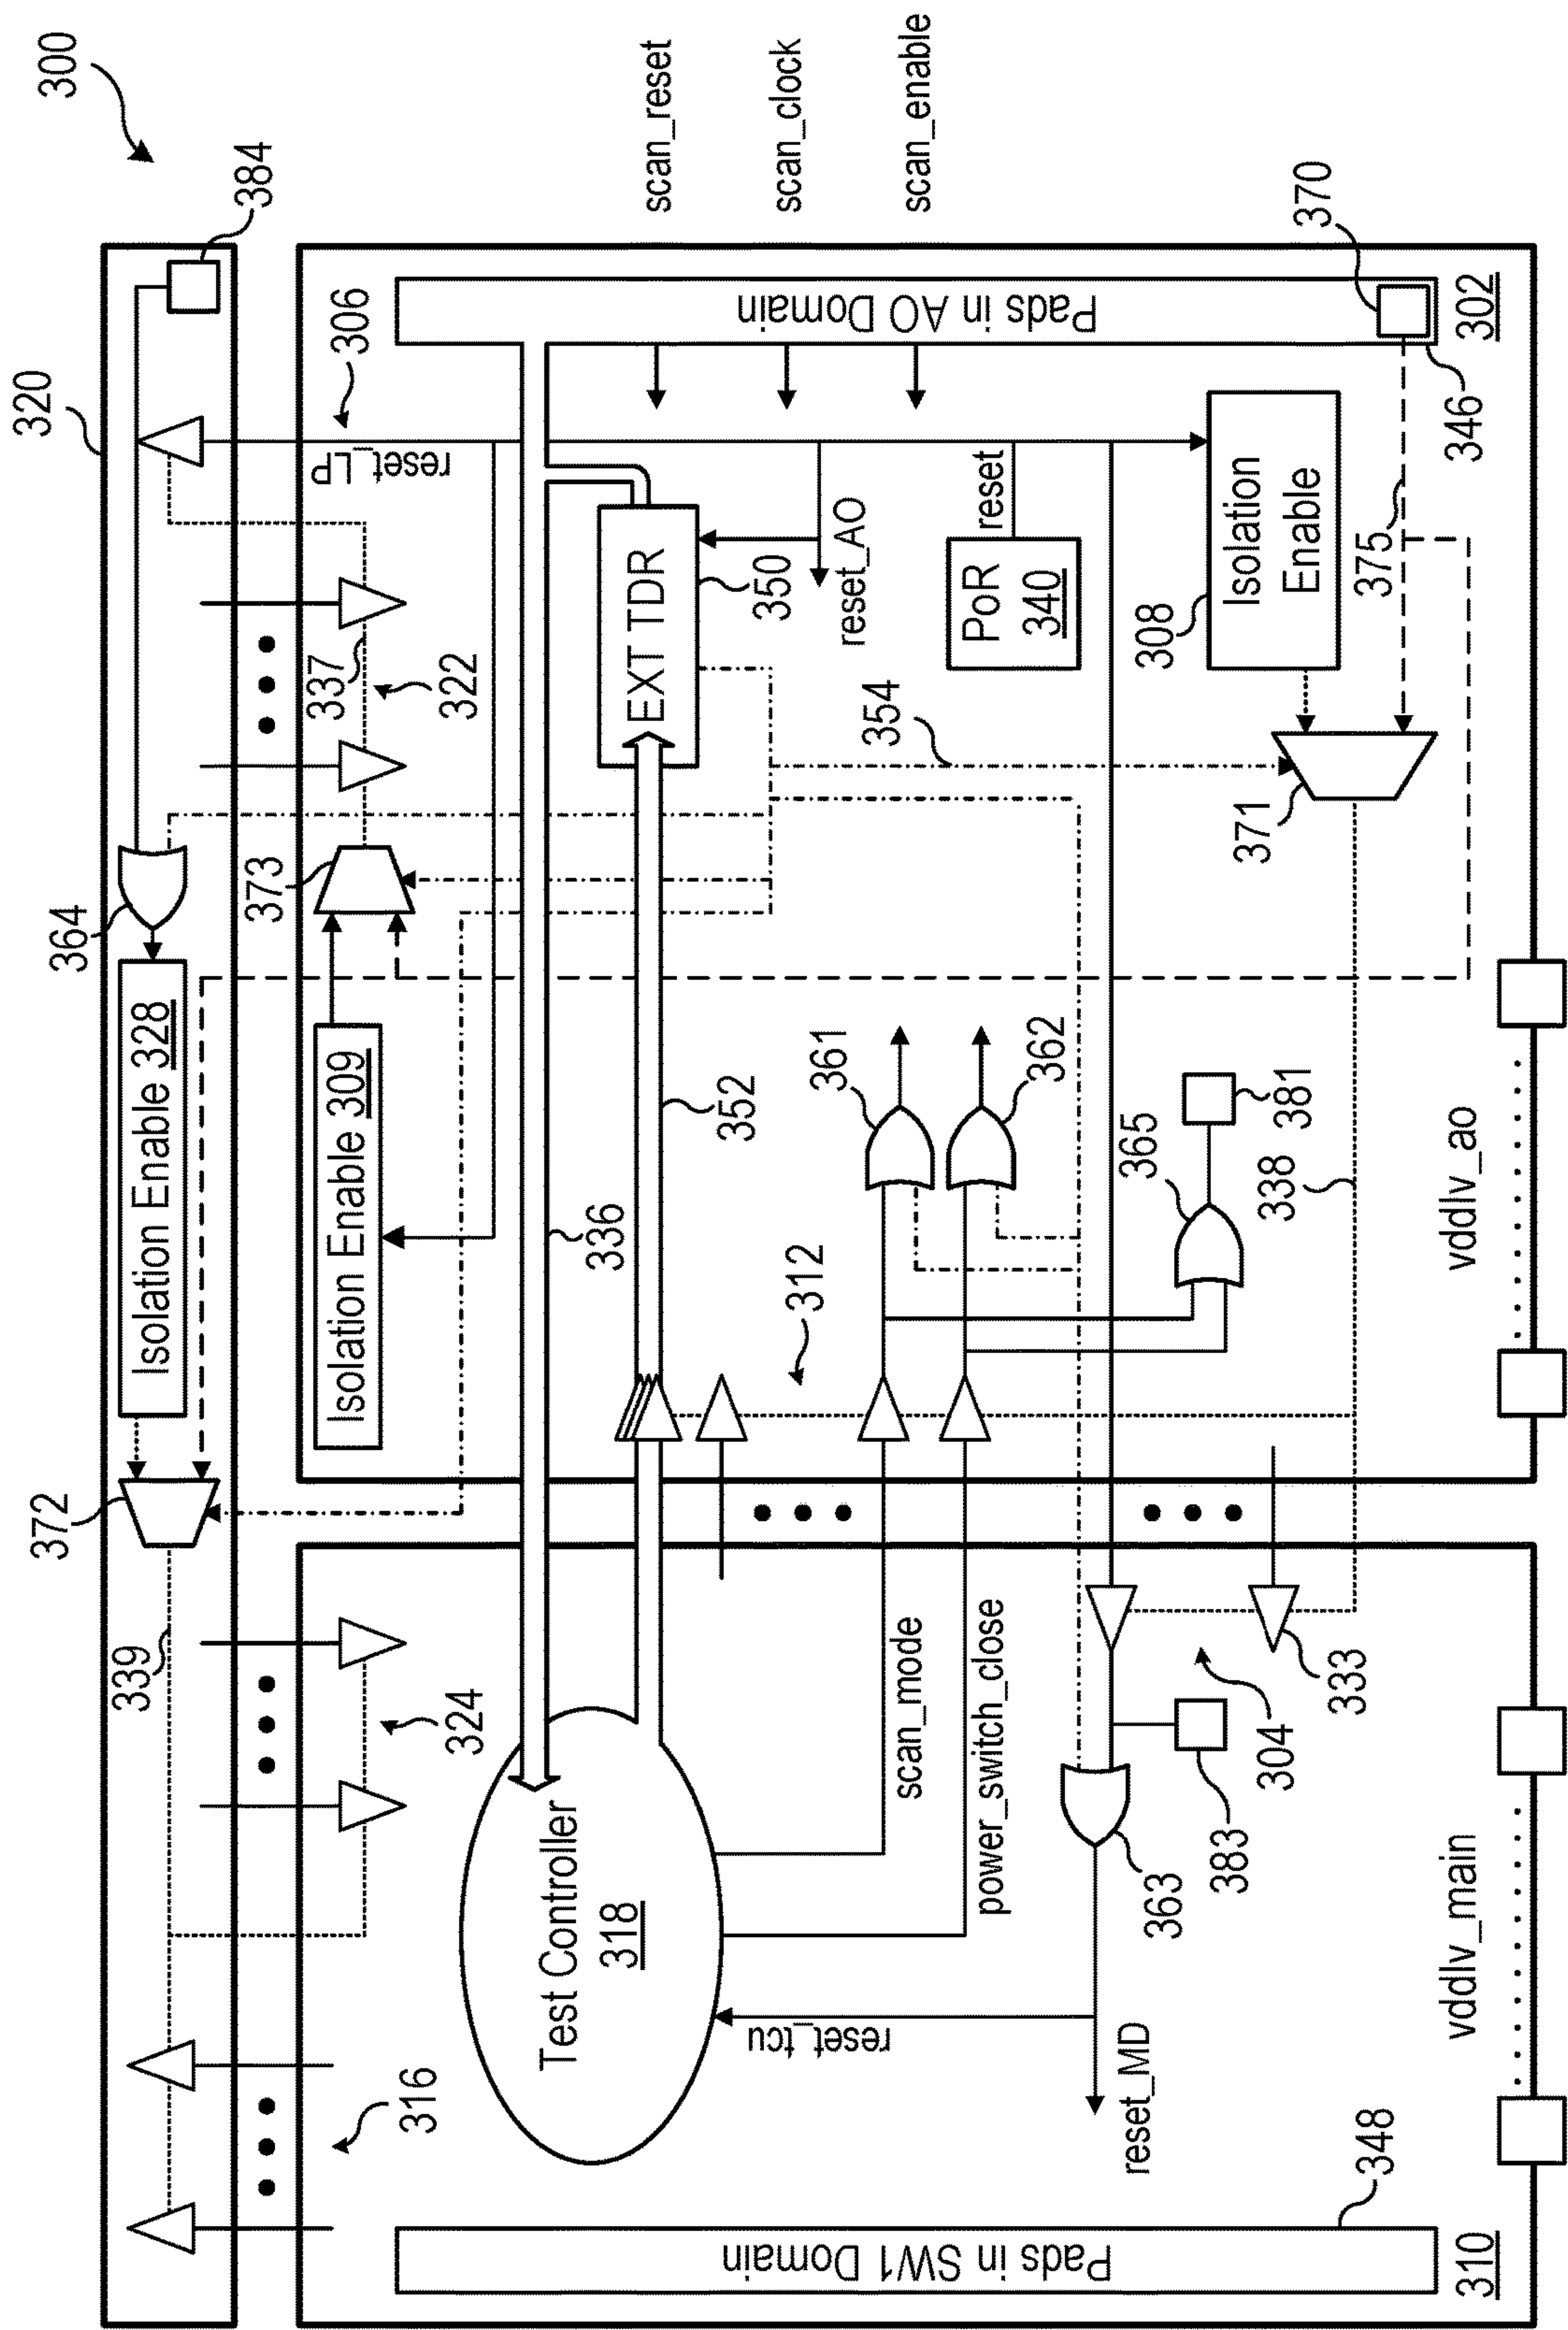 300
320
384
306
reset_LP
scan_reset
scan_clock
scan_enable
370
302
Pads in AO Domain
346
337
322
EXT TDR
350
reset_AO
reset
PoR
340
308
Isolation
Enable
375
354
371
373
364
Isolation Enable 328
Isolation Enable 309
372
336
352
361
362
365
381
338
312
vddlv_ao
339
324
316
Test Controller
318
scan_mode
power_switch_close
reset_tcu
reset_MD
304
333
383
363
vddlv_main
348
Pads in SW1 Domain
310